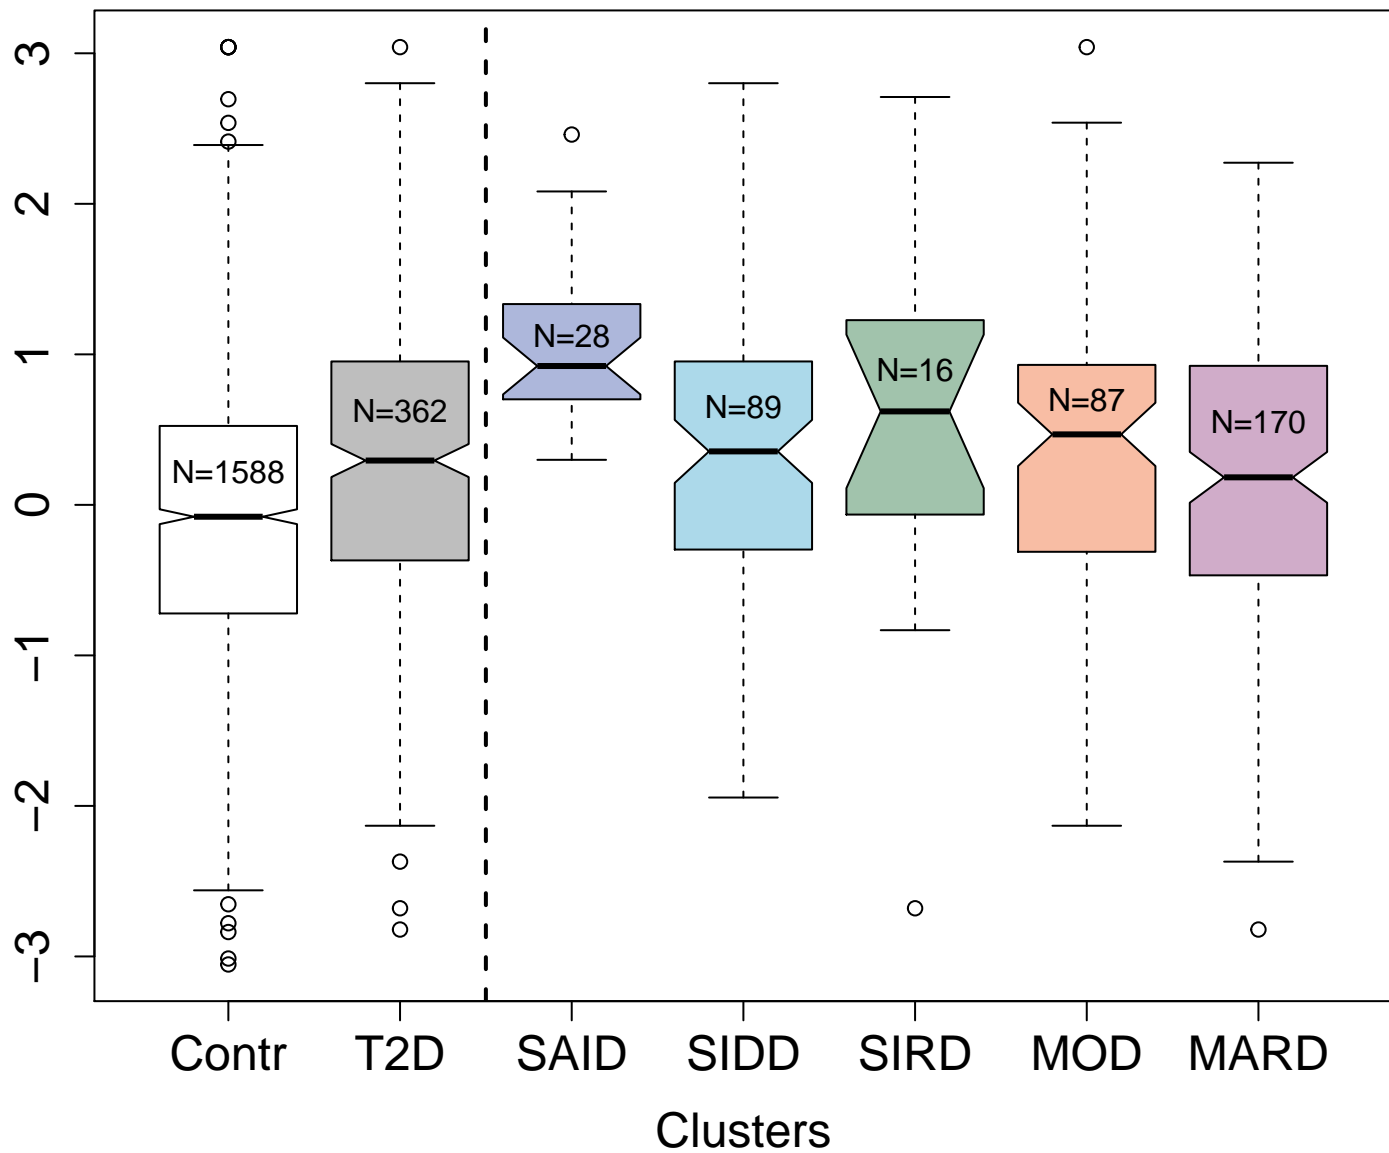 3
2
1
0
−1
−2
−3
N=1588
N=362
N=28
N=89
N=16
N=87
N=170
Contr T2D SAID SIDD SIRD MOD MARD
Clusters